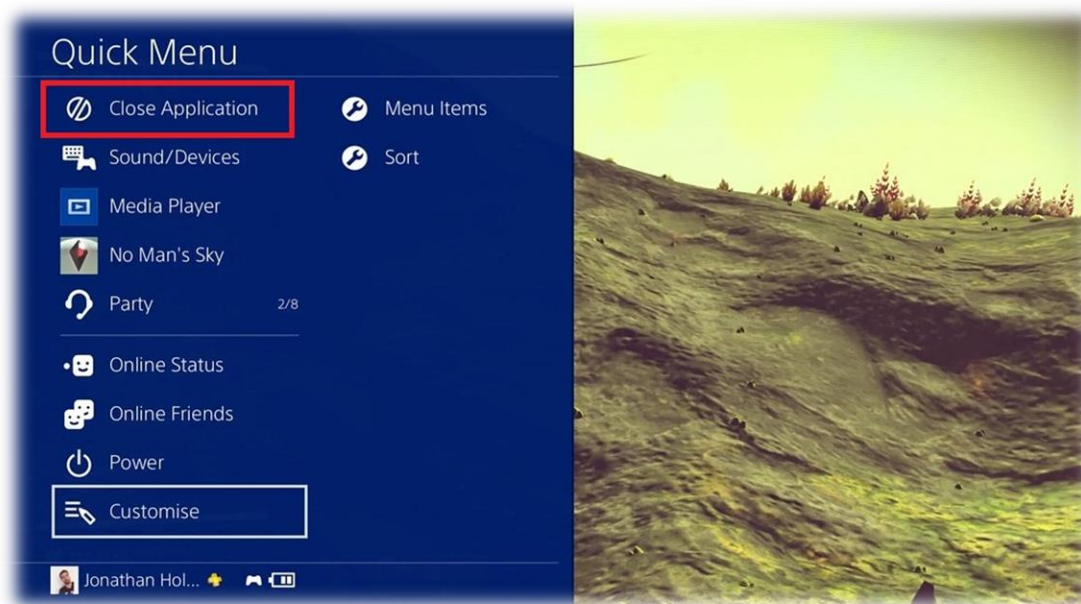 Quick Menu
Close Application
Sound/Devices
Media Player
No Man's Sky
Party 2/8
Online Status
Online Friends
Power
Customise
Menu Items
Sort
Jonathan Hol...